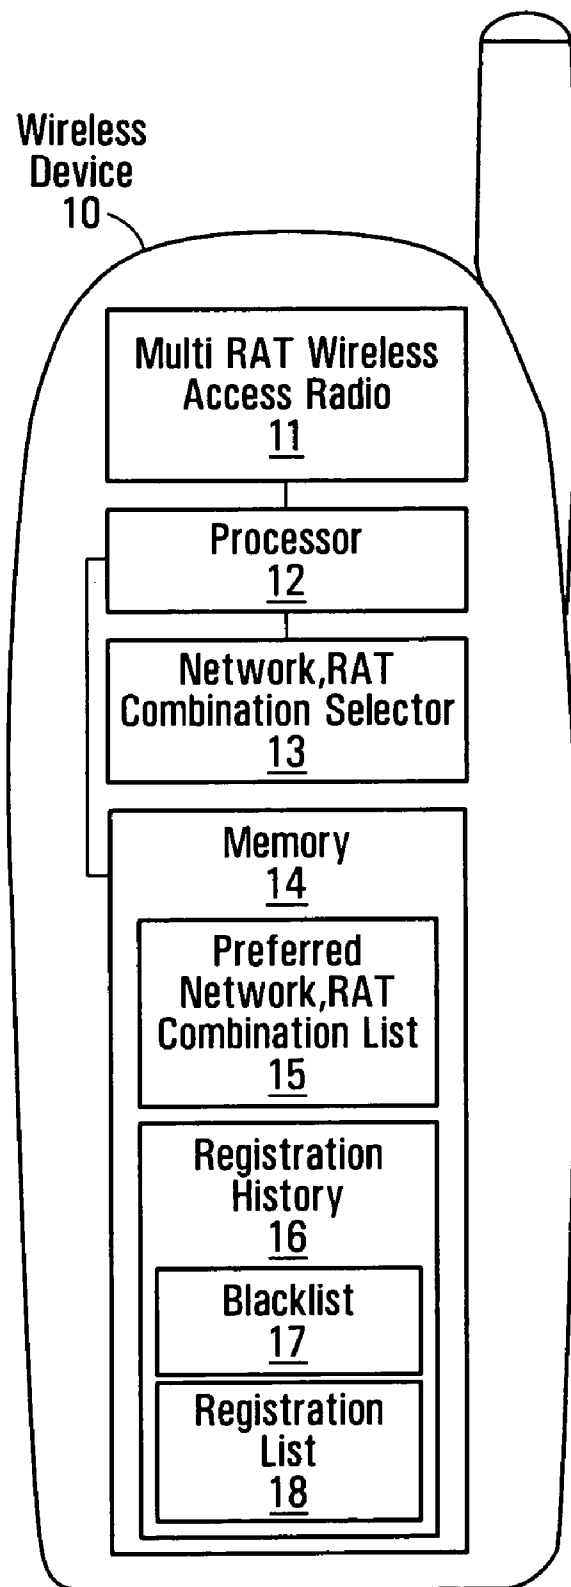 Wireless
Device
10
Multi RAT Wireless
Access Radio
11
Processor
12
Network,RAT
Combination Selector
13
Memory
14
Preferred
Network,RAT
Combination List
15
Registration
History
16
Blacklist
17
Registration
List
18